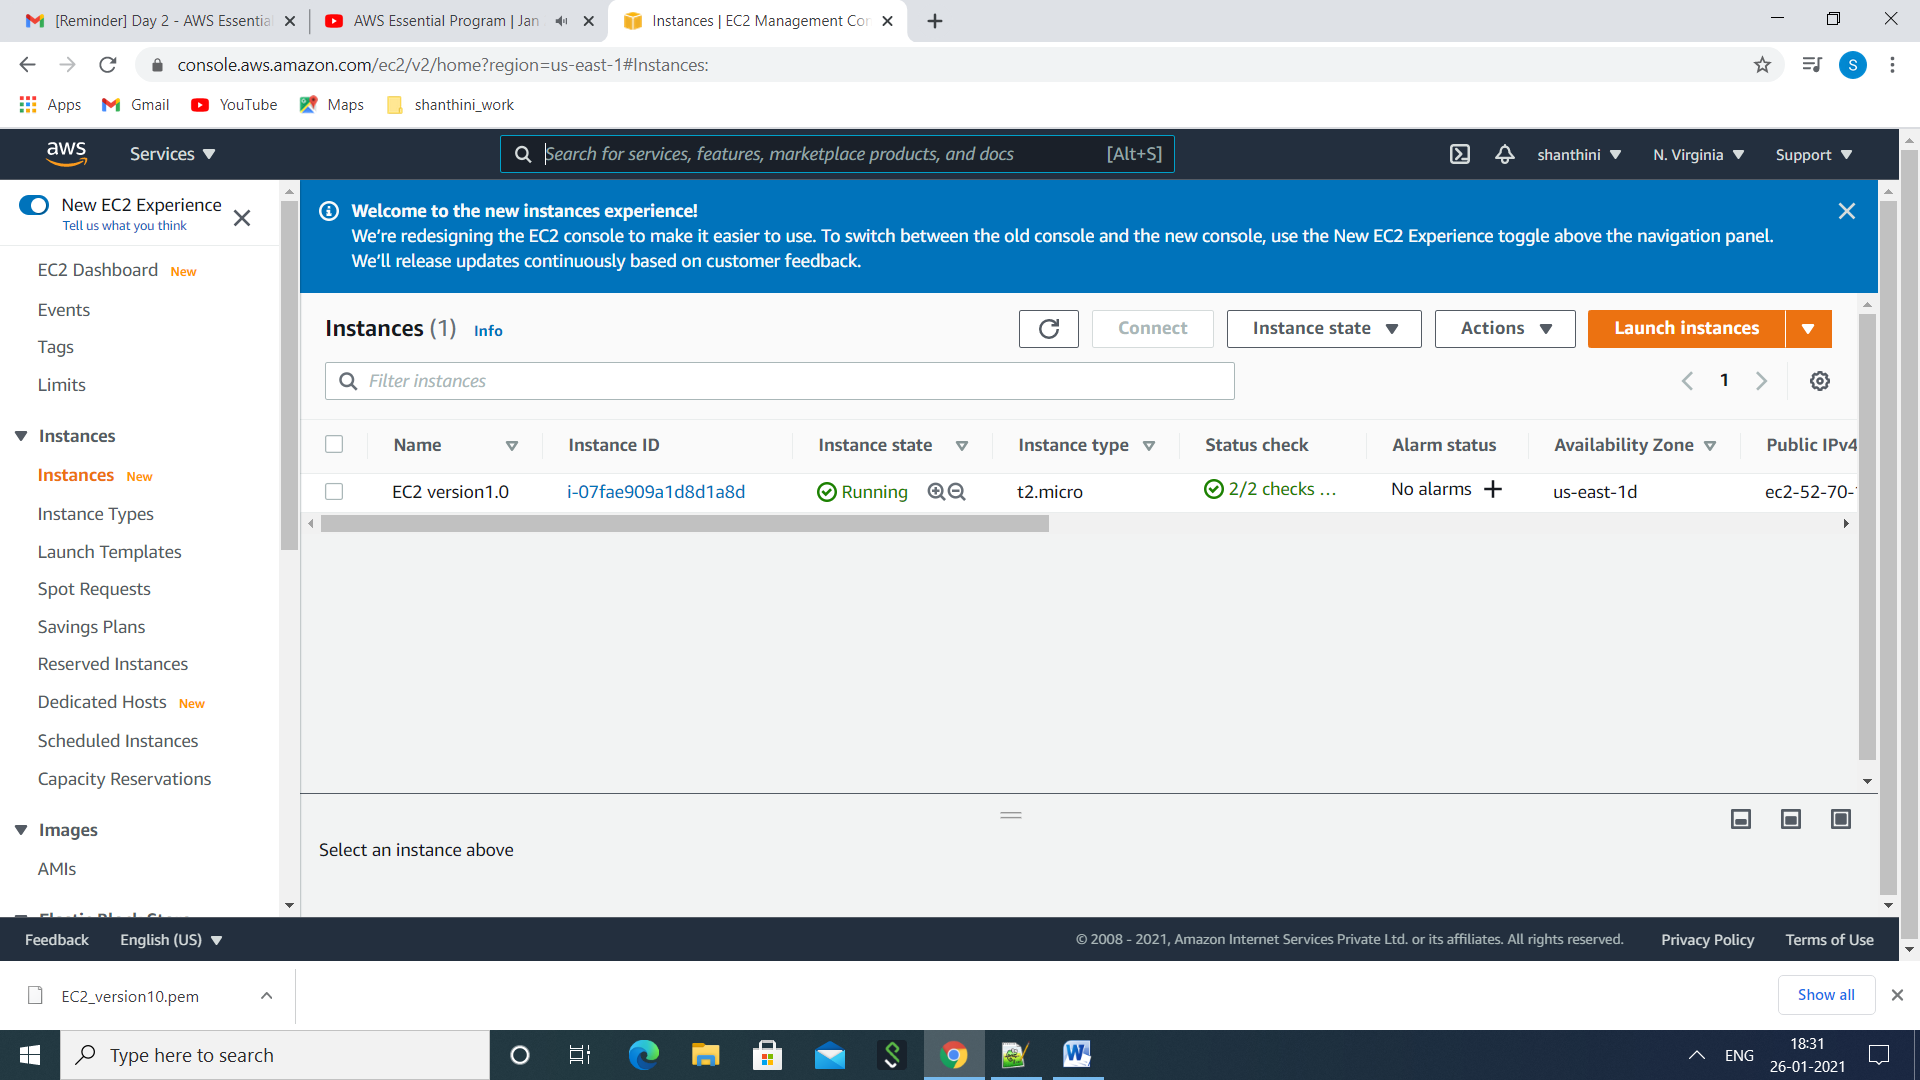 [Reminder] Day 2 - AWS Essentia
AWS Essential Program | Jan
Instances | EC2 Management Co
console.aws.amazon.com/ec2/v2/home?region=us-east-1#Instances:
S
Apps
Gmail
YouTube
Maps
shanthini_work
aws
Services
Search for services, features, marketplace products, and docs
[Alt+S]
shanthini
N. Virginia
Support
New EC2 Experience
Tell us what you think
EC2 Dashboard New
Events
Tags
Limits
Instances
Instances New
Instance Types
Launch Templates
Spot Requests
Savings Plans
Reserved Instances
Dedicated Hosts New
Scheduled Instances
Capacity Reservations
Images
AMIs
Elastic Block Store
Welcome to the new instances experience!
We're redesigning the EC2 console to make it easier to use. To switch between the old console and the new console, use the New EC2 Experience toggle above the navigation panel.
We'll release updates continuously based on customer feedback.
Instances (1) Info
Connect
Instance state
Actions
Launch instances
Filter instances
1
Name Instance ID Instance state Instance type Status check Alarm status Availability Zone Public IPv4
EC2 version1.0 i-07fae909a1d8d1a8d Running t2.micro 2/2 checks ... No alarms + us-east-1d ec2-52-70-
Select an instance above
Feedback
English (US)
© 2008 - 2021, Amazon Internet Services Private Ltd. or its affiliates. All rights reserved.
Privacy Policy
Terms of Use
EC2_version10.pem
Show all
Type here to search
W
ENG
18:31
26-01-2021